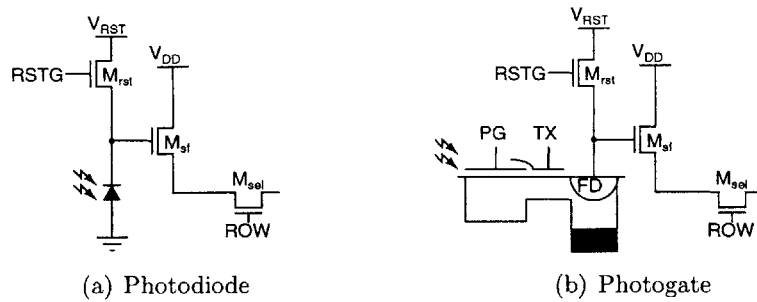 V_RST
V_DD
RSTG
M_rst
M_sf
M_sel
ROW
(a) Photodiode
V_RST
V_DD
RSTG
M_rst
PG
TX
M_sf
FD
M_sel
ROW
(b) Photogate